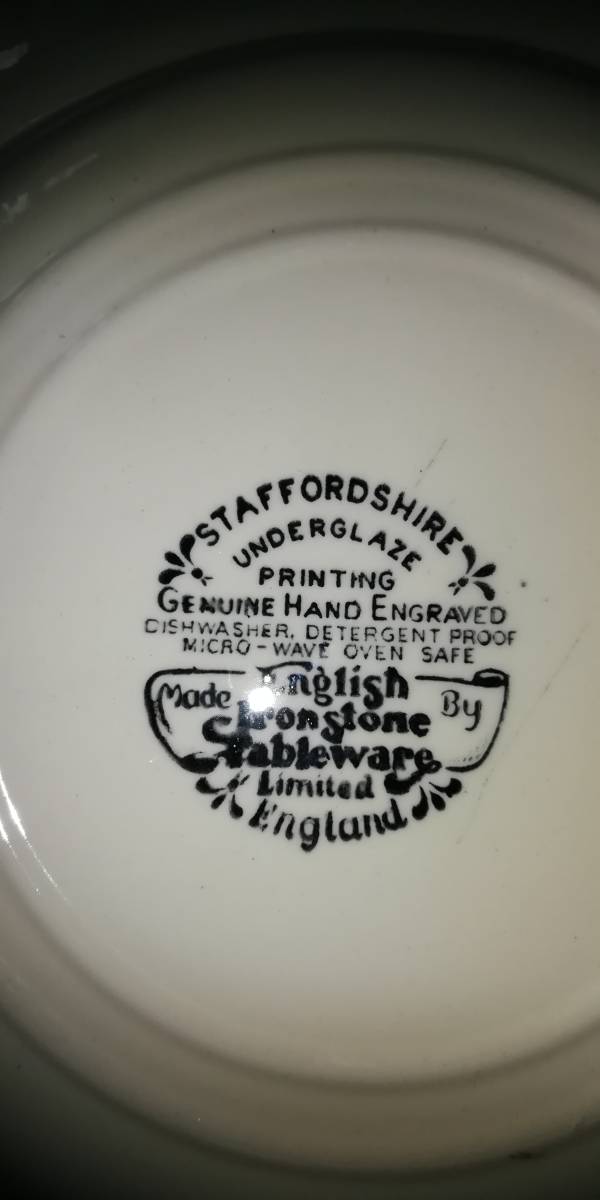 STAFFORDSHIRE
UNDERGLAZE
PRINTING
GENUINE HAND ENGRAVED
DISHWASHER, DETERGENT PROOF
MICRO-WAVE OVEN SAFE
Made English By
Ironstone
Tableware
Limited
England